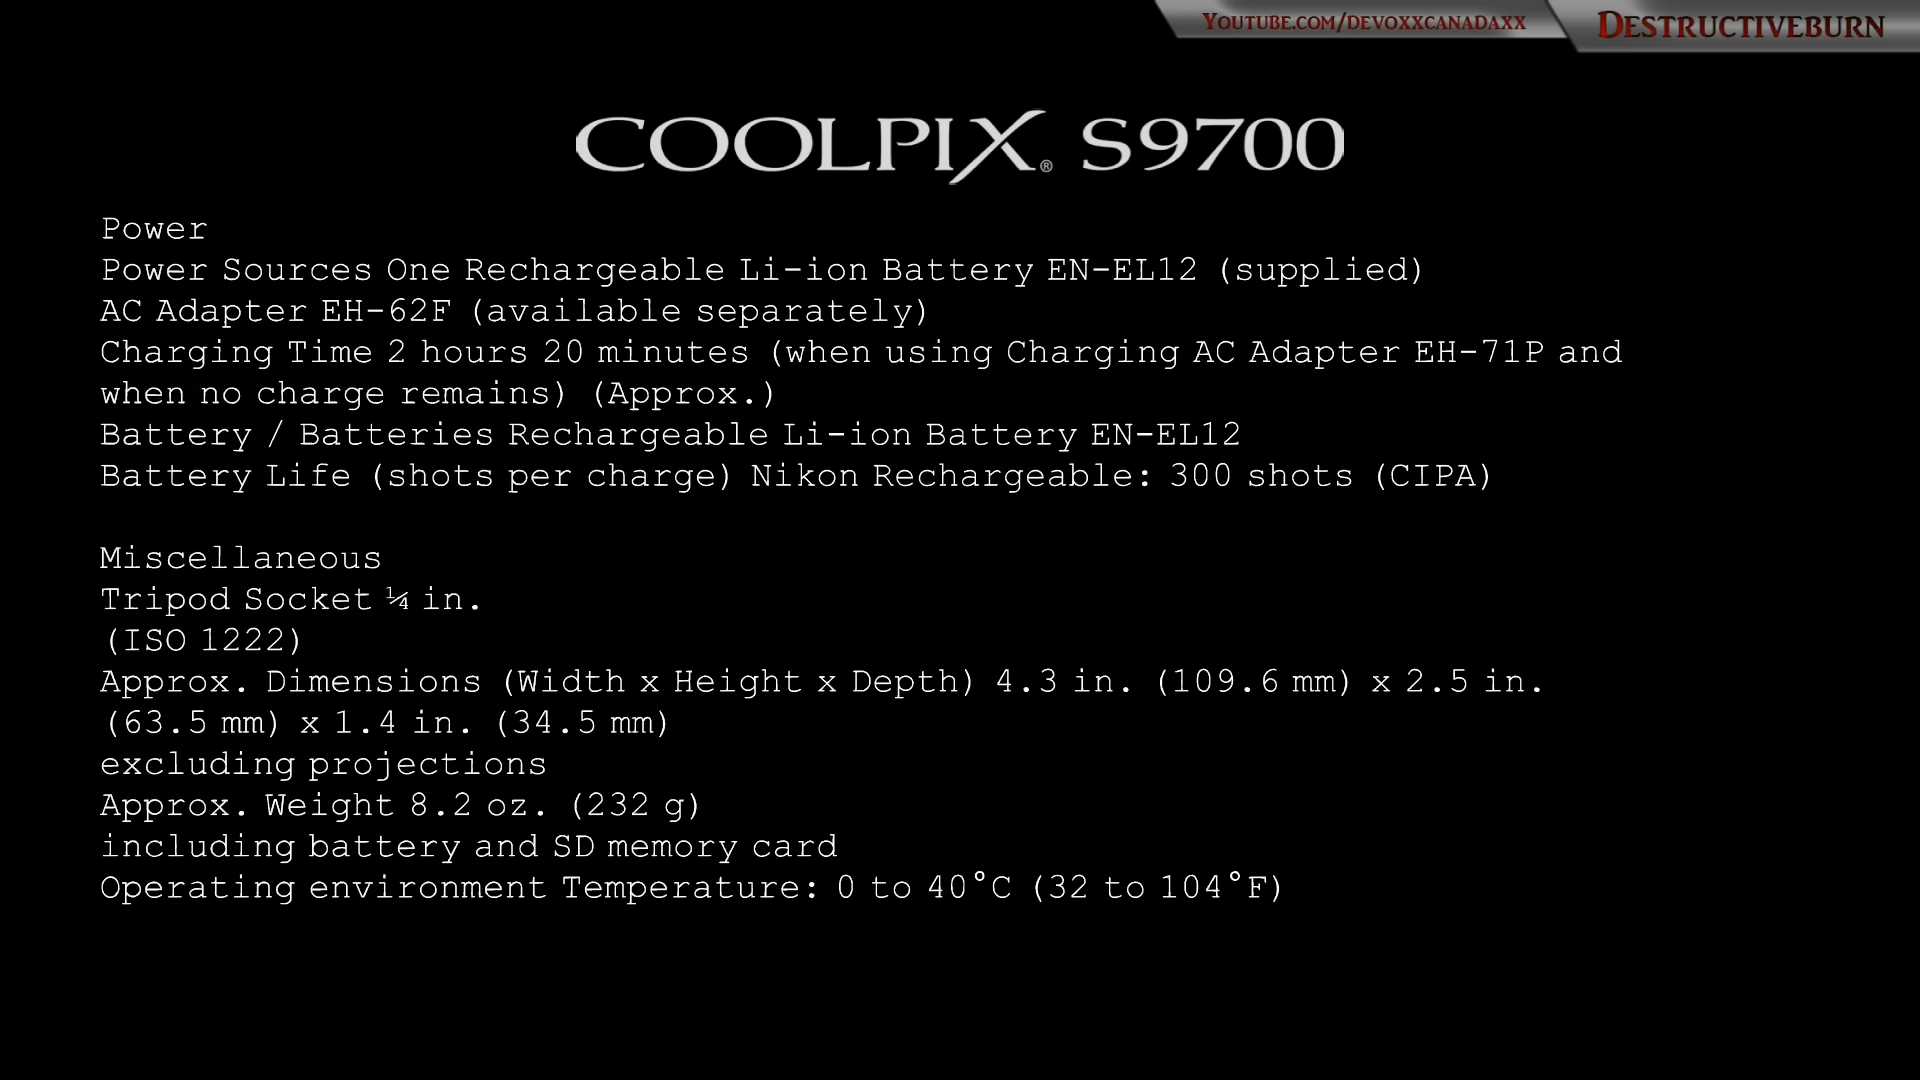 YOUTUBE.COM/DEVOXXCANADAXX
DESTRUCTIVEBURN
COOLPIX® S9700
Power
Power Sources One Rechargeable Li-ion Battery EN-EL12 (supplied)
AC Adapter EH-62F (available separately)
Charging Time 2 hours 20 minutes (when using Charging AC Adapter EH-71P and
when no charge remains) (Approx.)
Battery / Batteries Rechargeable Li-ion Battery EN-EL12
Battery Life (shots per charge) Nikon Rechargeable: 300 shots (CIPA)
Miscellaneous
Tripod Socket ¼ in.
(ISO 1222)
Approx. Dimensions (Width x Height x Depth) 4.3 in. (109.6 mm) x 2.5 in.
(63.5 mm) x 1.4 in. (34.5 mm)
excluding projections
Approx. Weight 8.2 oz. (232 g)
including battery and SD memory card
Operating environment Temperature: 0 to 40°C (32 to 104°F)